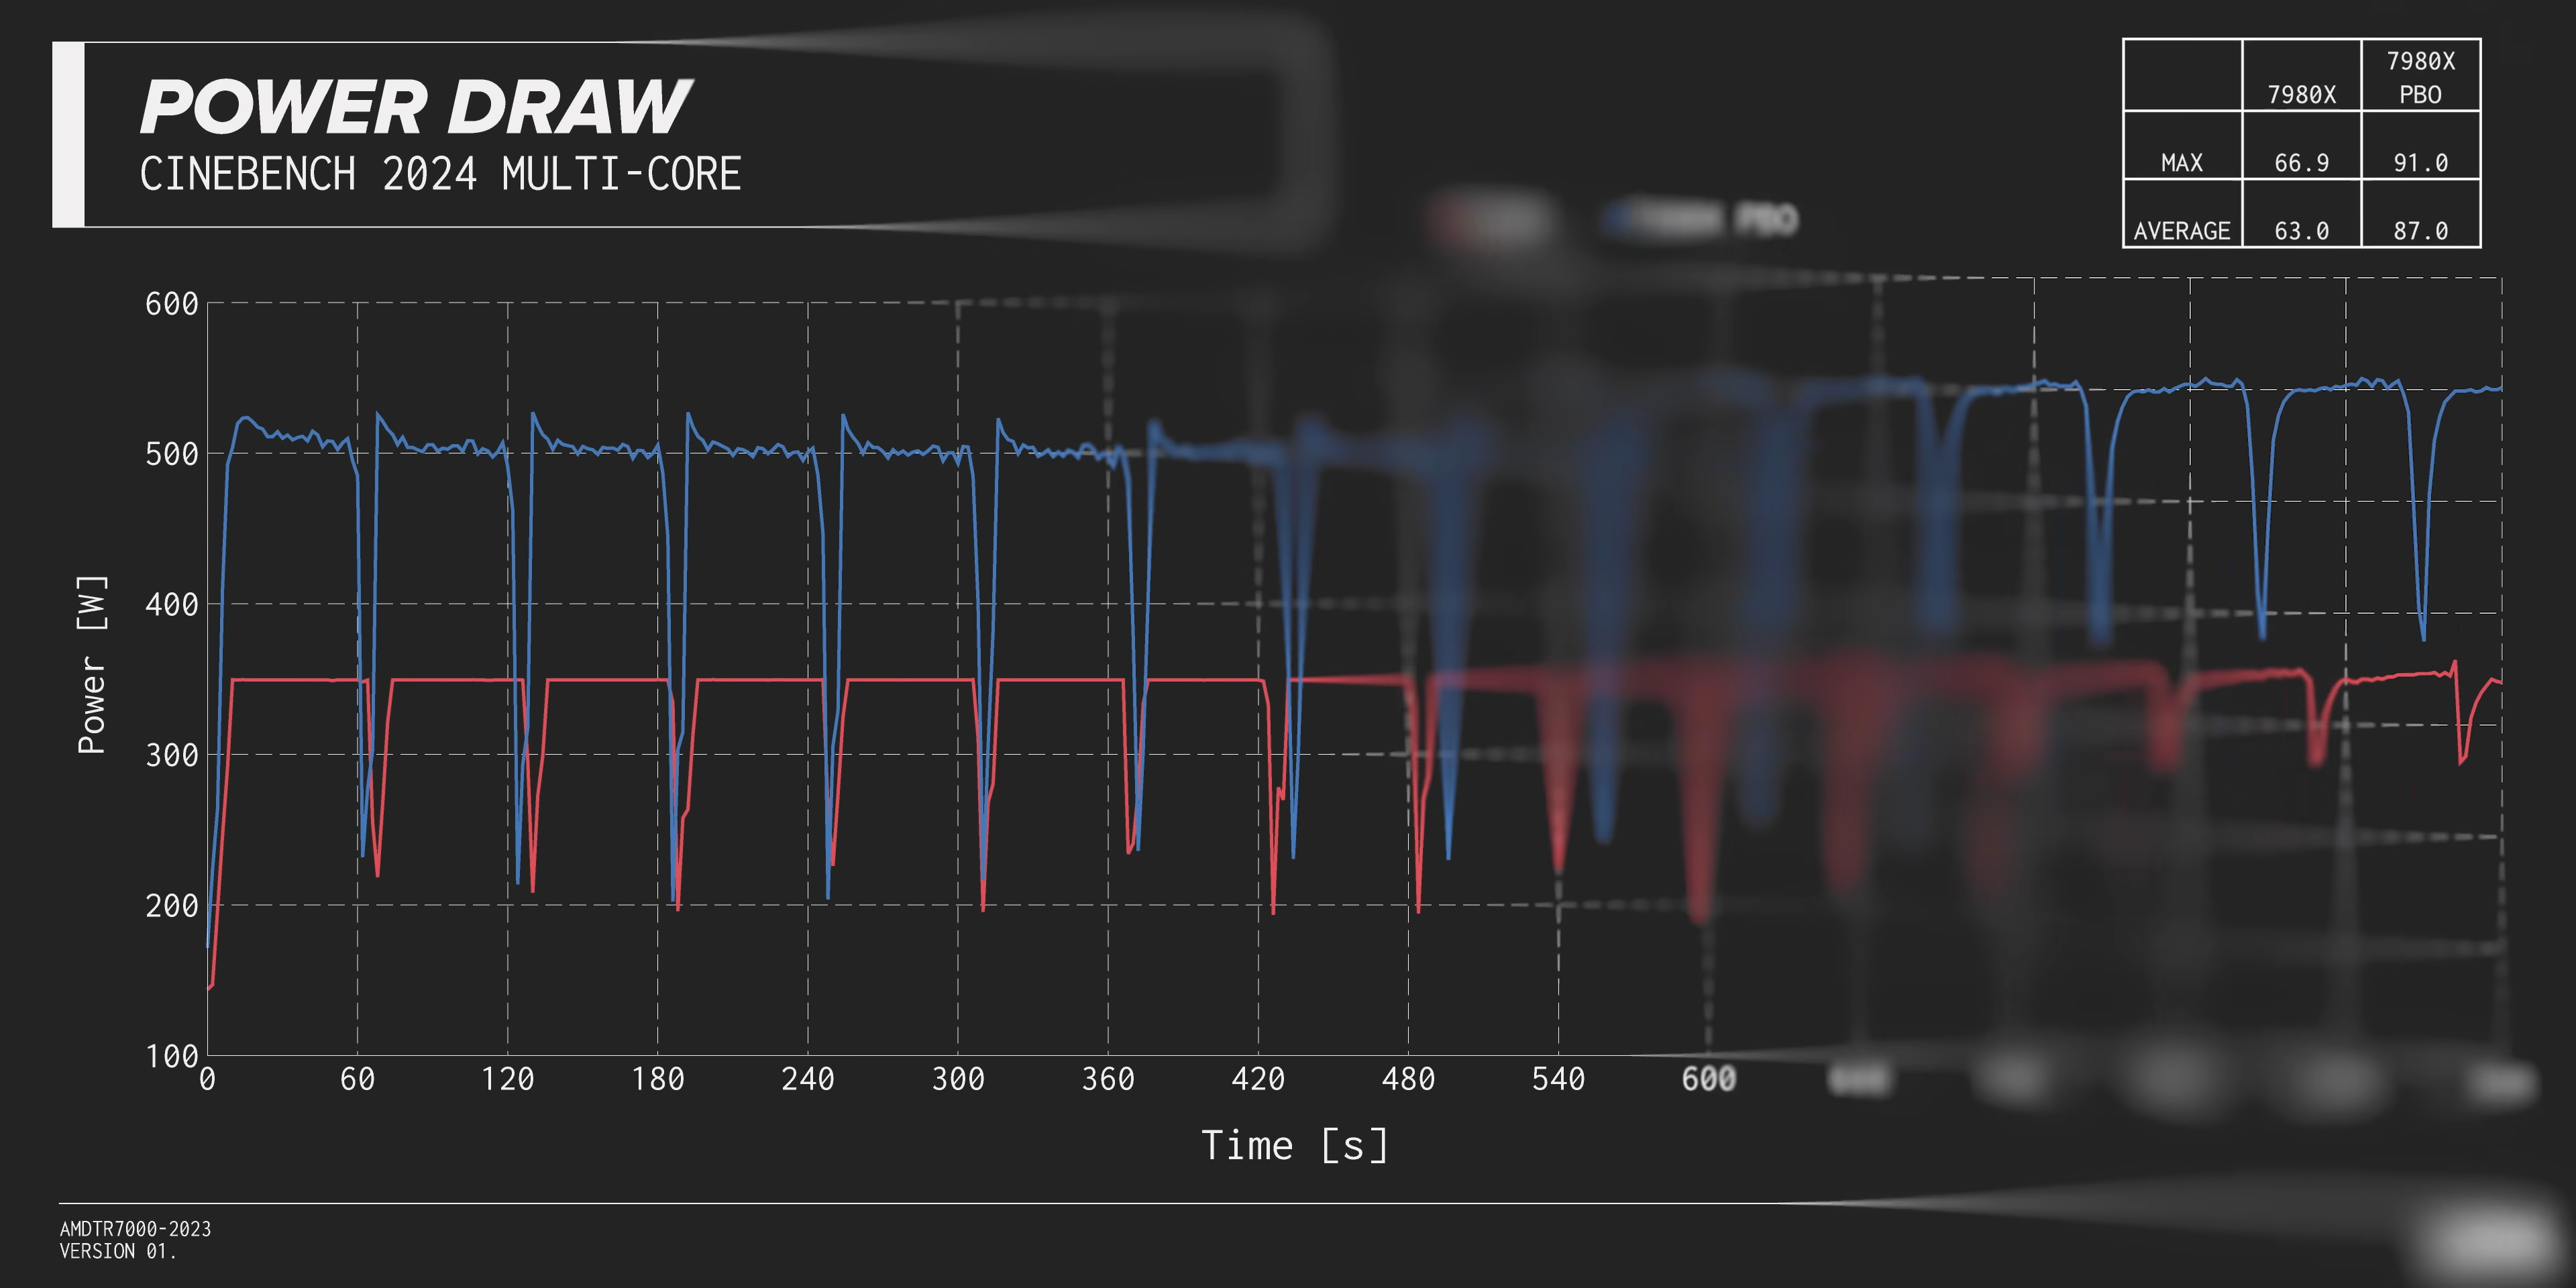 POWER DRAW
CINEBENCH 2024 MULTI-CORE
PBO
7980X 7980X PBO
MAX 66.9 91.0
AVERAGE 63.0 87.0
600
500
400
300
200
100
Power [W]
0 60 120 180 240 300 360 420 480 540 600
Time [s]
AMDTR7000-2023
VERSION 01.